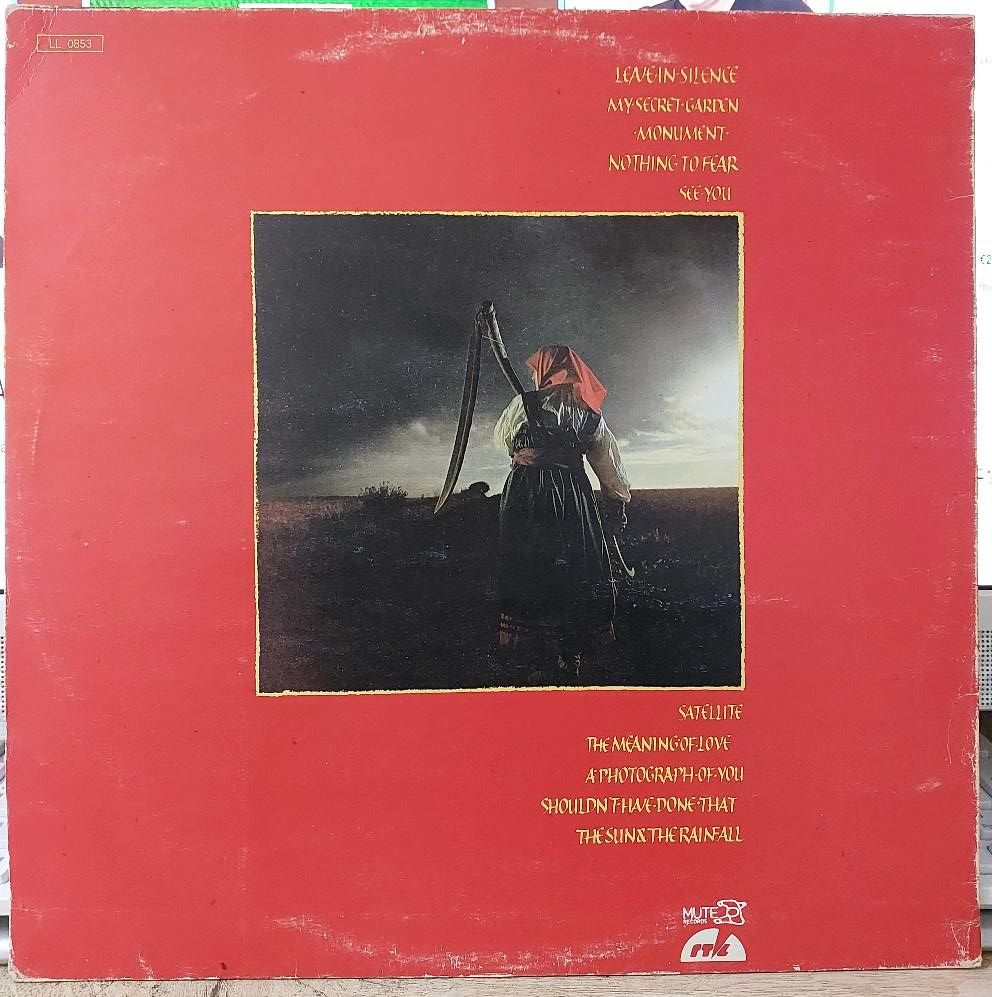 LL 0853
LEAVE·IN·SILENCE
MY·SECRET·GARDEN
·MONUMENT·
NOTHING TO FEAR
SEE·YOU
SATELLITE
THE MEANING·OF·LOVE
A·PHOTOGRAPH·OF·YOU
SHOULDN'T·HAVE·DONE·THAT
THE SUN & THE RAINFALL
MUTE
RECORDS